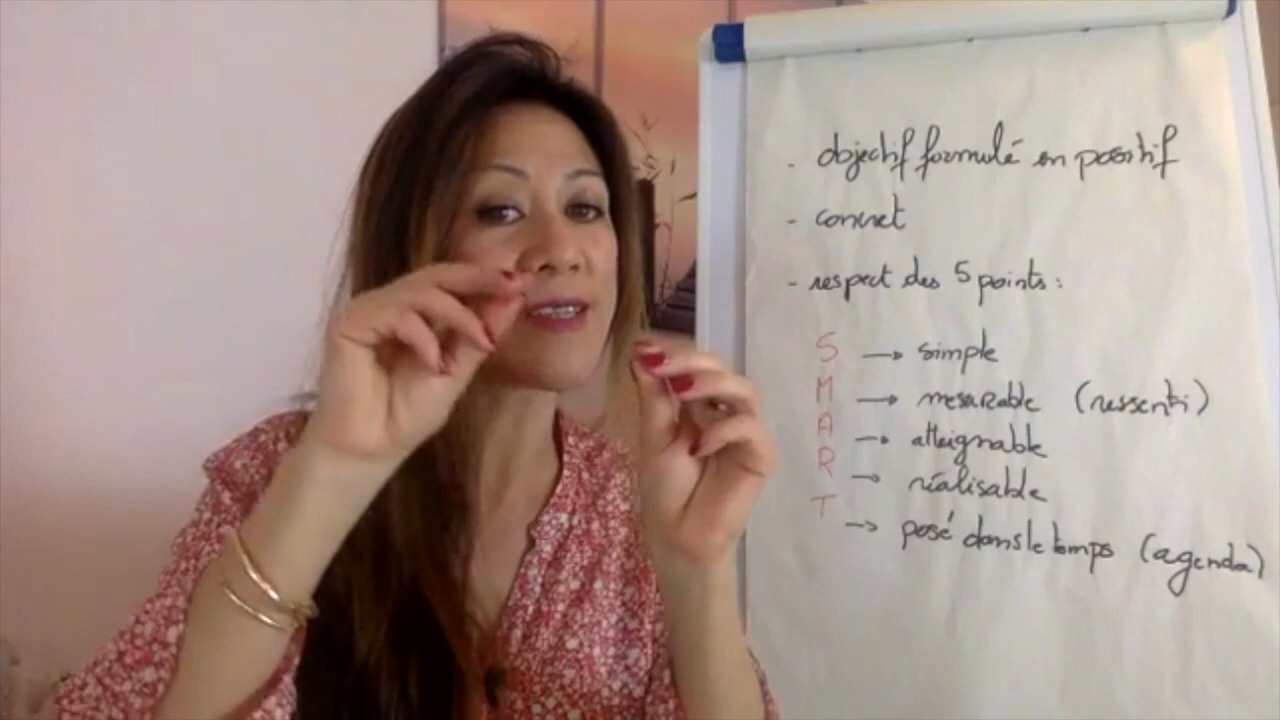 . objectif formulé en positif
- concret
- respect des 5 points :
S → simple
M → mesurable (ressenti)
A → atteignable
R → réalisable
T → posé dans le temps (agenda)